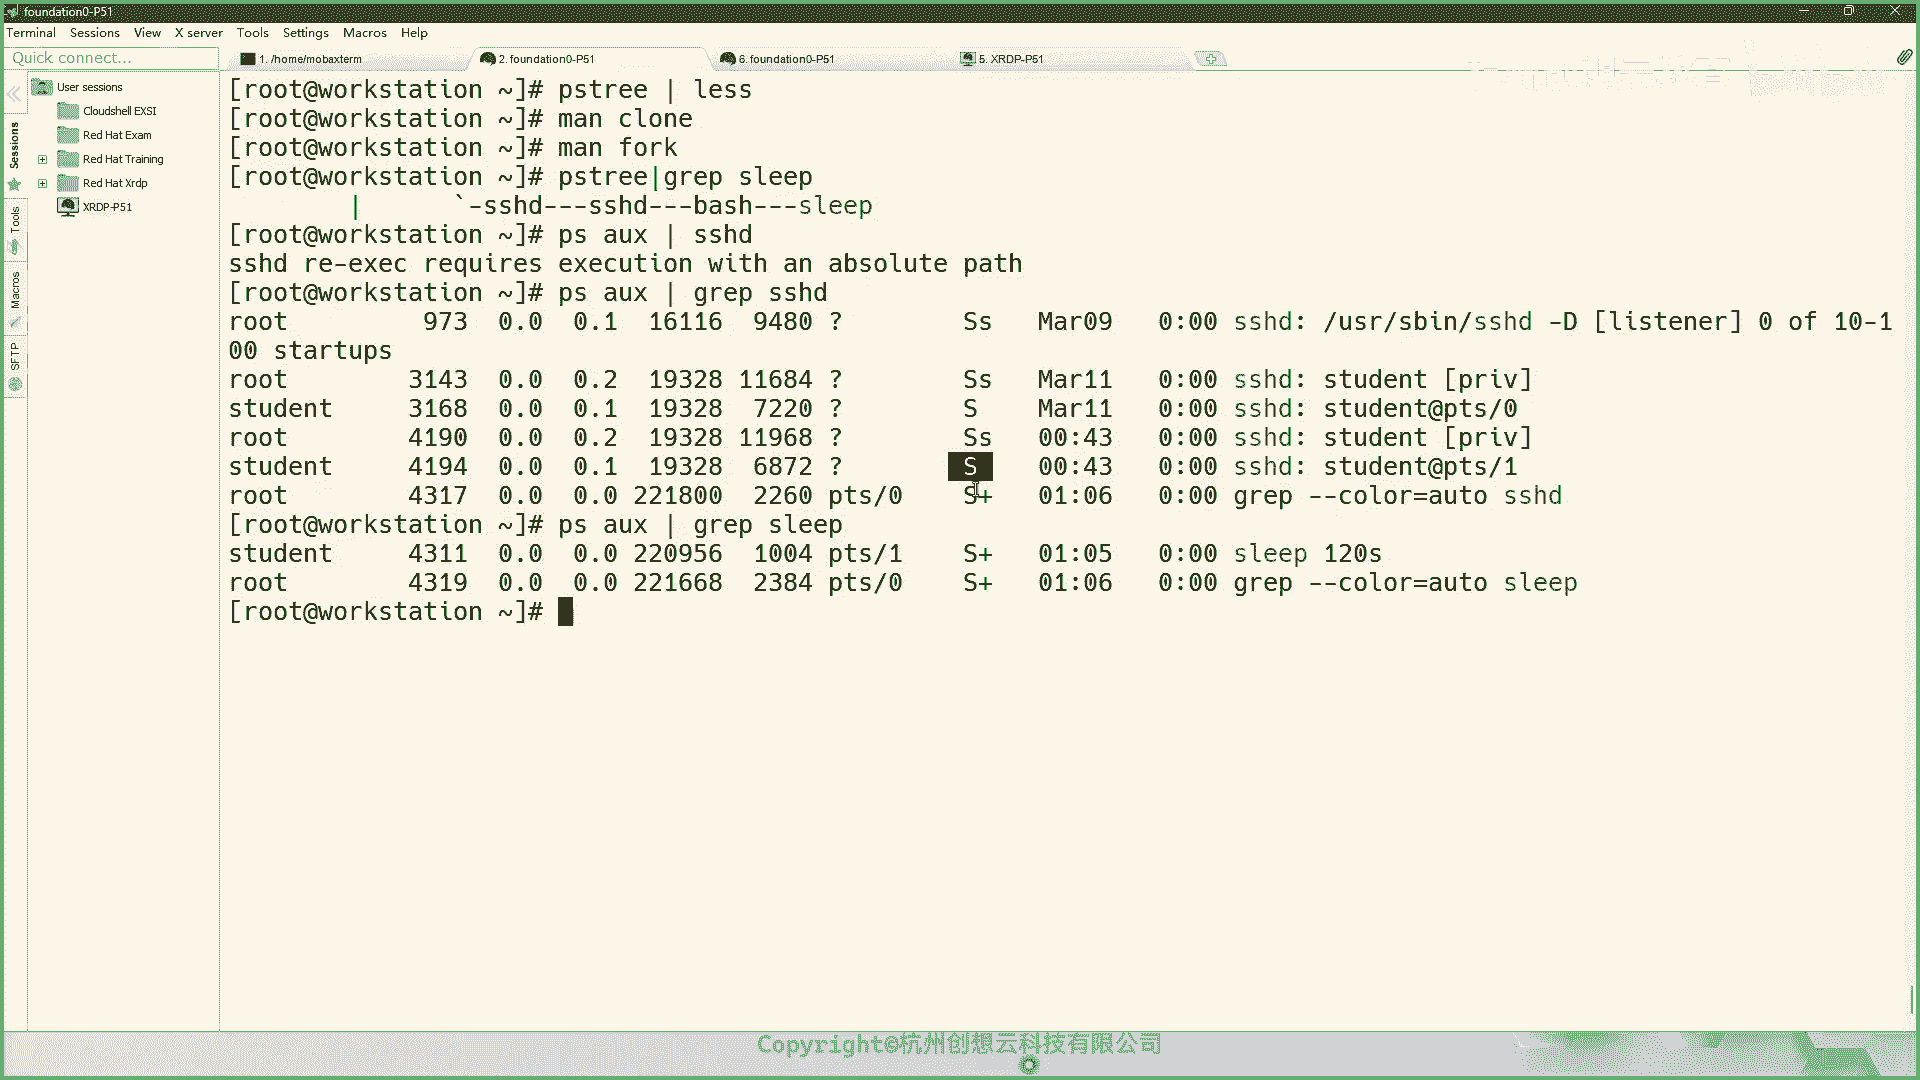 foundation0-P51
Terminal Sessions View X server Tools Settings Macros Help
Quick connect...
1. /home/mobaxterm
2. foundation0-P51
6. foundation0-P51
5. XRDP-P51
User sessions
Cloudshell EXSI
Red Hat Exam
Red Hat Training
Red Hat Xrdp
XRDP-P51
Sessions
Tools
Macros
SFTP
[root@workstation ~]# pstree | less
[root@workstation ~]# man clone
[root@workstation ~]# man fork
[root@workstation ~]# pstree|grep sleep
|      `-sshd---sshd---bash---sleep
[root@workstation ~]# ps aux | sshd
sshd re-exec requires execution with an absolute path
[root@workstation ~]# ps aux | grep sshd
root         973  0.0  0.1  16116  9480 ?        Ss   Mar09   0:00 sshd: /usr/sbin/sshd -D [listener] 0 of 10-1
00 startups
root        3143  0.0  0.2  19328 11684 ?        Ss   Mar11   0:00 sshd: student [priv]
student     3168  0.0  0.1  19328  7220 ?        S    Mar11   0:00 sshd: student@pts/0
root        4190  0.0  0.2  19328 11968 ?        Ss   00:43   0:00 sshd: student [priv]
student     4194  0.0  0.1  19328  6872 ?        S    00:43   0:00 sshd: student@pts/1
root        4317  0.0  0.0 221800  2260 pts/0    S+   01:06   0:00 grep --color=auto sshd
[root@workstation ~]# ps aux | grep sleep
student     4311  0.0  0.0 220956  1004 pts/1    S+   01:05   0:00 sleep 120s
root        4319  0.0  0.0 221668  2384 pts/0    S+   01:06   0:00 grep --color=auto sleep
[root@workstation ~]#
Copyright©杭州创想云科技有限公司